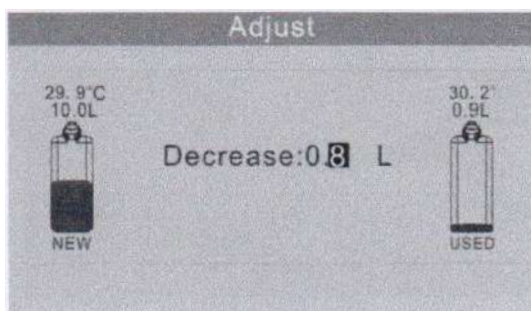 Adjust
29.9°C
10.0L
NEW
Decrease:0.8 L
30.2°
0.9L
USED